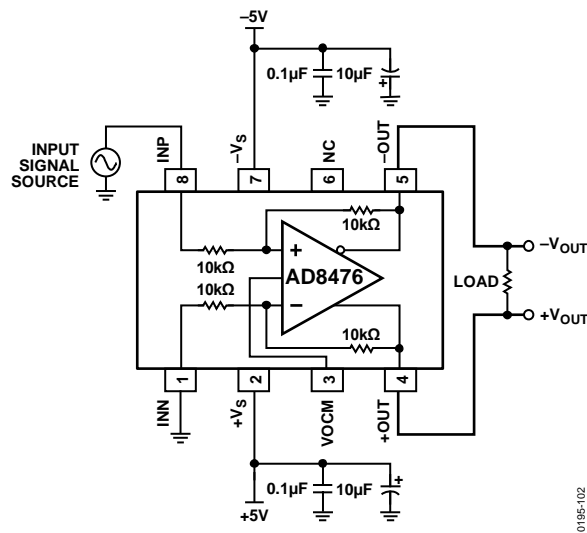 –5V
0.1µF
10µF
+
INPUT
SIGNAL
SOURCE
INP
–VS
NC
–OUT
8
7
6
5
10kΩ
10kΩ
10kΩ
10kΩ
+
AD8476
–
–VOUT
LOAD
+VOUT
1
2
3
4
INN
+VS
VOCM
+OUT
0.1µF
10µF
+
+5V
0195-102